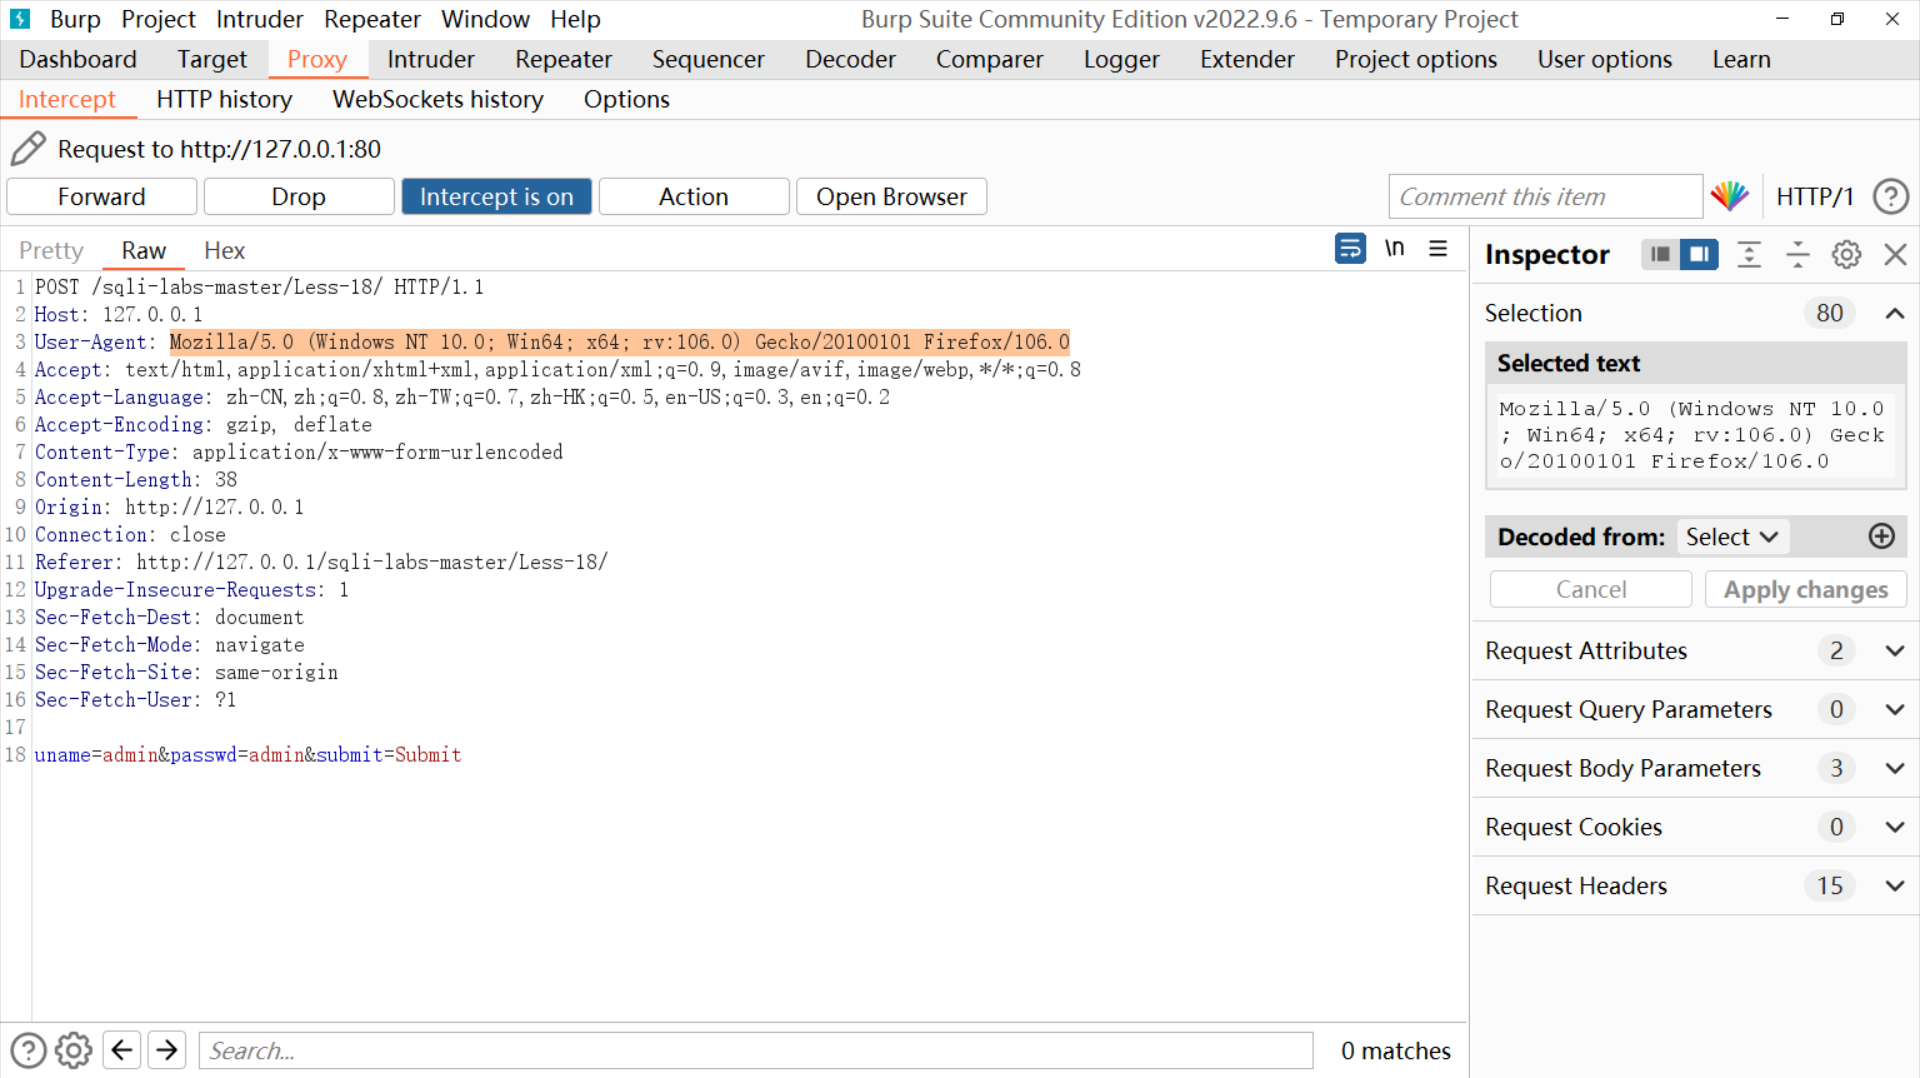 Burp Project Intruder Repeater Window Help
Burp Suite Community Edition v2022.9.6 - Temporary Project
Dashboard Target Proxy Intruder Repeater Sequencer Decoder Comparer Logger Extender Project options User options Learn
Intercept HTTP history WebSockets history Options
Request to http://127.0.0.1:80
Forward Drop Intercept is on Action Open Browser
Comment this item
HTTP/1
Pretty Raw Hex
\n
1 POST /sqli-labs-master/Less-18/ HTTP/1.1
2 Host: 127.0.0.1
3 User-Agent: Mozilla/5.0 (Windows NT 10.0; Win64; x64; rv:106.0) Gecko/20100101 Firefox/106.0
4 Accept: text/html,application/xhtml+xml,application/xml;q=0.9,image/avif,image/webp,*/*;q=0.8
5 Accept-Language: zh-CN,zh;q=0.8,zh-TW;q=0.7,zh-HK;q=0.5,en-US;q=0.3,en;q=0.2
6 Accept-Encoding: gzip, deflate
7 Content-Type: application/x-www-form-urlencoded
8 Content-Length: 38
9 Origin: http://127.0.0.1
10 Connection: close
11 Referer: http://127.0.0.1/sqli-labs-master/Less-18/
12 Upgrade-Insecure-Requests: 1
13 Sec-Fetch-Dest: document
14 Sec-Fetch-Mode: navigate
15 Sec-Fetch-Site: same-origin
16 Sec-Fetch-User: ?1
17
18 uname=admin&passwd=admin&submit=Submit
Inspector
Selection 80
Selected text
Mozilla/5.0 (Windows NT 10.0
; Win64; x64; rv:106.0) Geck
o/20100101 Firefox/106.0
Decoded from: Select
Cancel Apply changes
Request Attributes 2
Request Query Parameters 0
Request Body Parameters 3
Request Cookies 0
Request Headers 15
Search...
0 matches